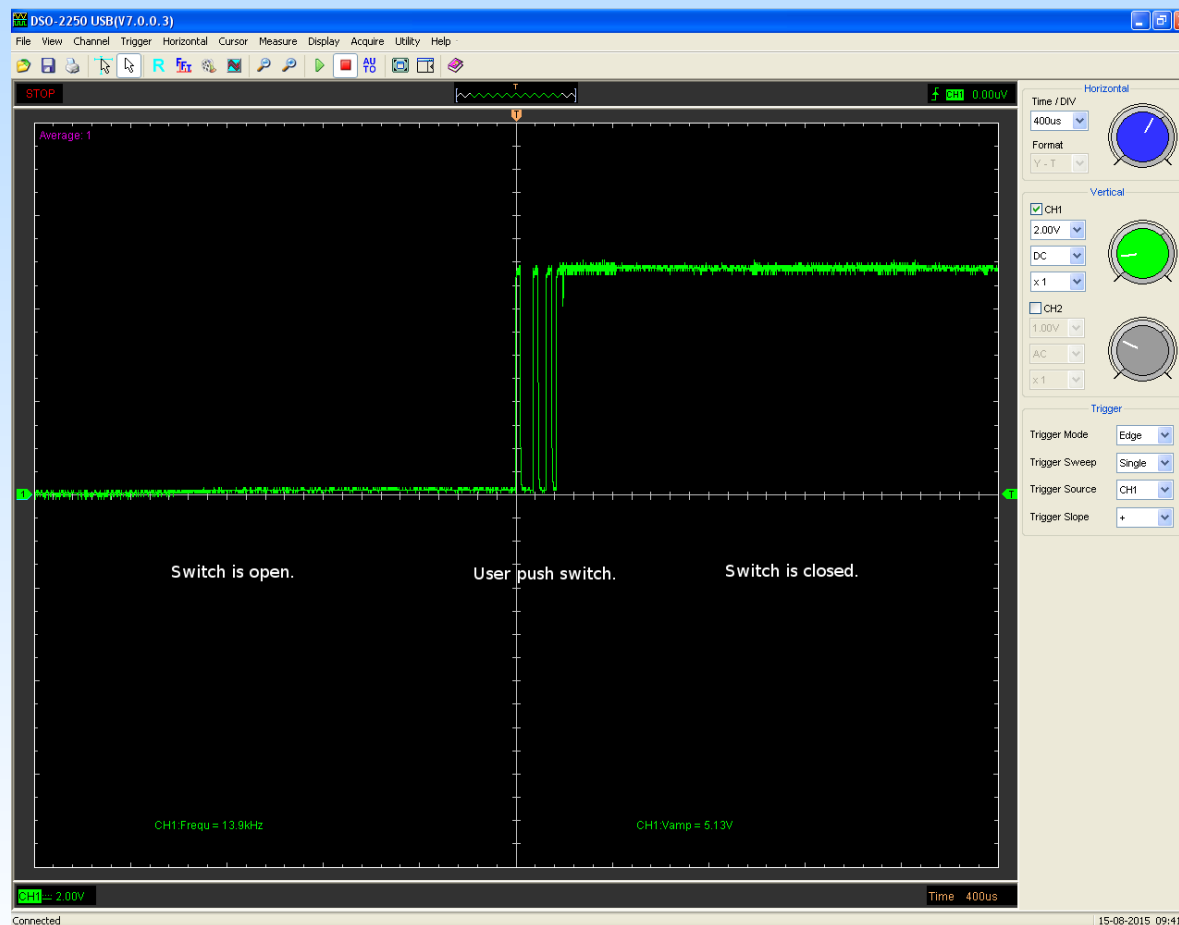 DSO-2250 USB(V7.0.0.3)
File View Channel Trigger Horizontal Cursor Measure Display Acquire Utility Help
R FFT AUTO
STOP
T
CH1 0.00uV
T
Average: 1
Horizontal
Time / DIV
400us
Format
Y - T
Vertical
CH1
2.00V
DC
x 1
CH2
1.00V
AC
x 1
Trigger
Trigger Mode Edge
Trigger Sweep Single
Trigger Source CH1
Trigger Slope +
1
T
Switch is open. User push switch. Switch is closed.
CH1:Frequ = 13.9kHz CH1:Vamp = 5.13V
CH1 2.00V Time 400us
Connected 15-08-2015 09:41